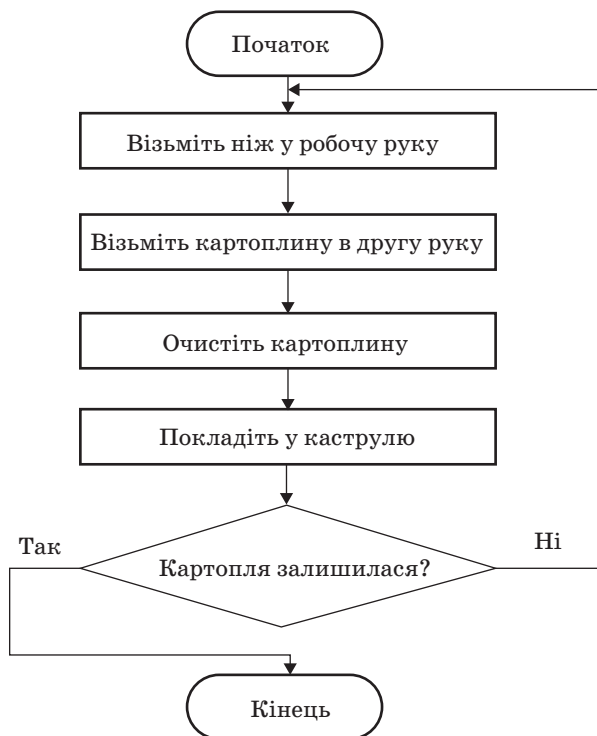 Початок
Візьміть ніж у робочу руку
Візьміть картоплину в другу руку
Очистіть картоплину
Покладіть у каструлю
Так
Ні
Картопля залишилася?
Кінець